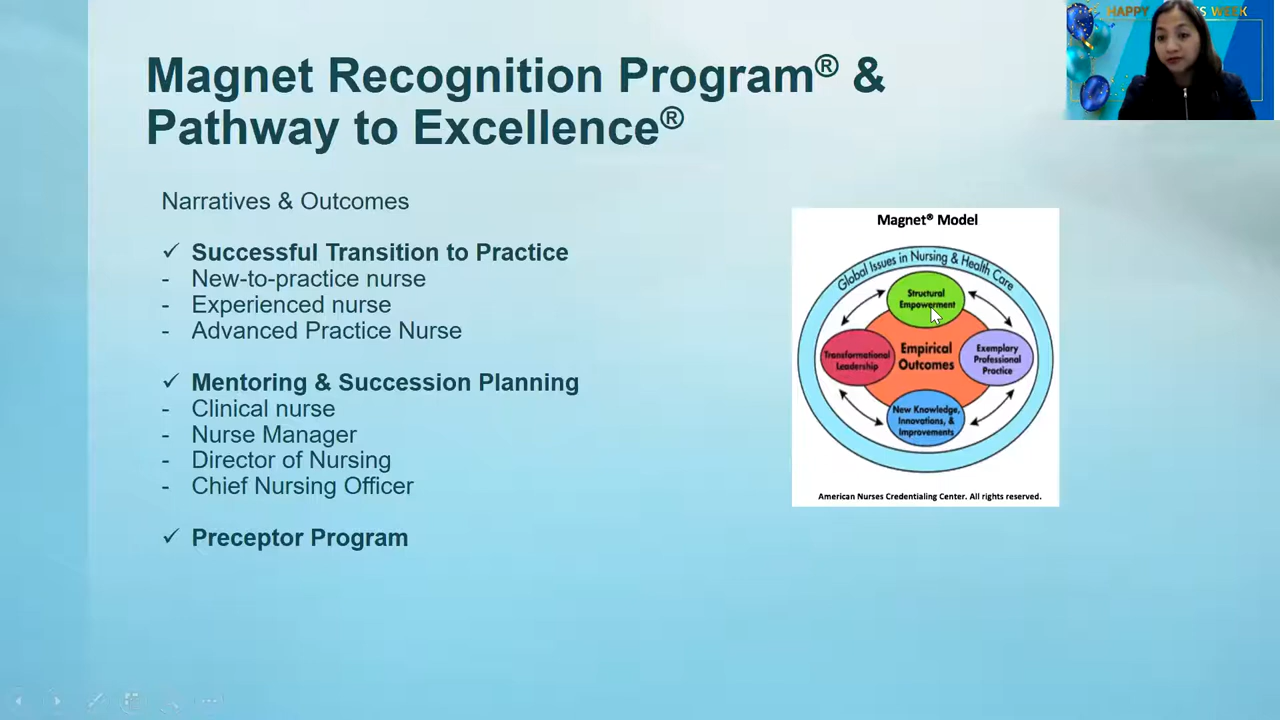 HAPPY WEEK
Magnet Recognition Program® &
Pathway to Excellence®
Narratives & Outcomes
✓ Successful Transition to Practice
- New-to-practice nurse
- Experienced nurse
- Advanced Practice Nurse
✓ Mentoring & Succession Planning
- Clinical nurse
- Nurse Manager
- Director of Nursing
- Chief Nursing Officer
✓ Preceptor Program
Magnet® Model
Global Issues in Nursing & Health Care
Structural
Empowerment
Transformational
Leadership
Empirical
Outcomes
Exemplary
Professional
Practice
New Knowledge,
Innovations, &
Improvements
American Nurses Credentialing Center. All rights reserved.